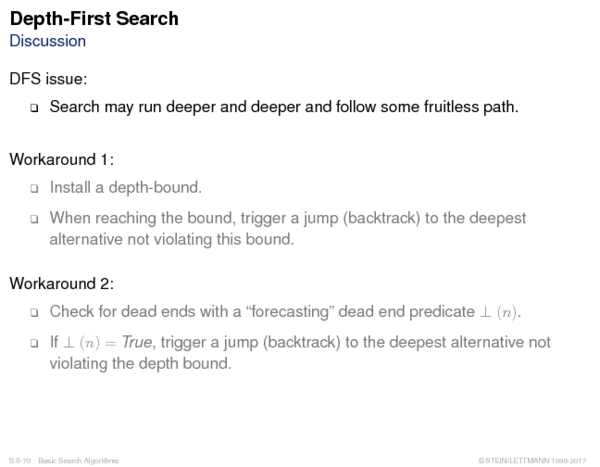 Depth-First Search
Discussion
DFS issue:
❑ Search may run deeper and deeper and follow some fruitless path.
Workaround 1:
❑ Install a depth-bound.
❑ When reaching the bound, trigger a jump (backtrack) to the deepest
alternative not violating this bound.
Workaround 2:
❑ Check for dead ends with a “forecasting” dead end predicate ⊥ (n).
❑ If ⊥ (n) = True, trigger a jump (backtrack) to the deepest alternative not
violating the depth bound.
S:II-70 Basic Search Algorithms
© STEIN/LETTMANN 1998-2017